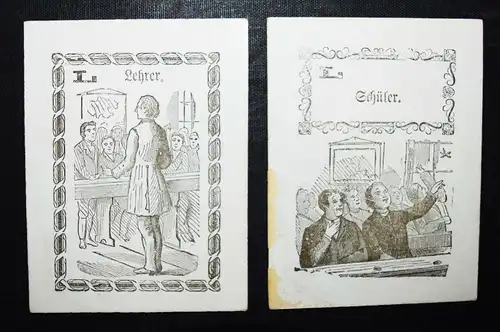 I.
Lehrer.
I.
Schüler.